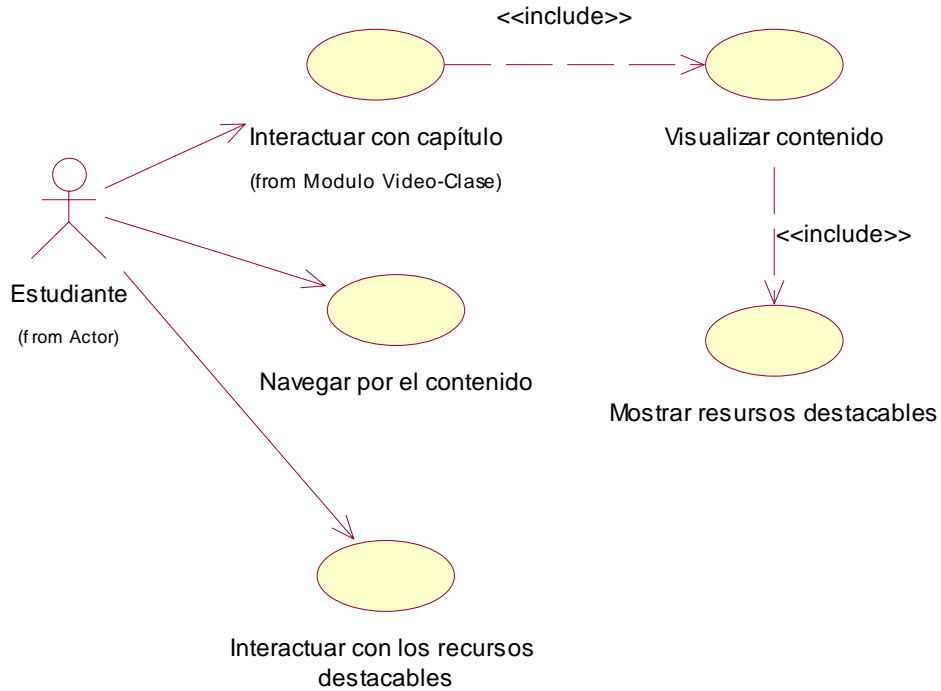 <<include>>
Interactuar con capítulo
(from Modulo Video-Clase)
Visualizar contenido
<<include>>
Estudiante
(from Actor)
Navegar por el contenido
Mostrar resursos destacables
Interactuar con los recursos
destacables